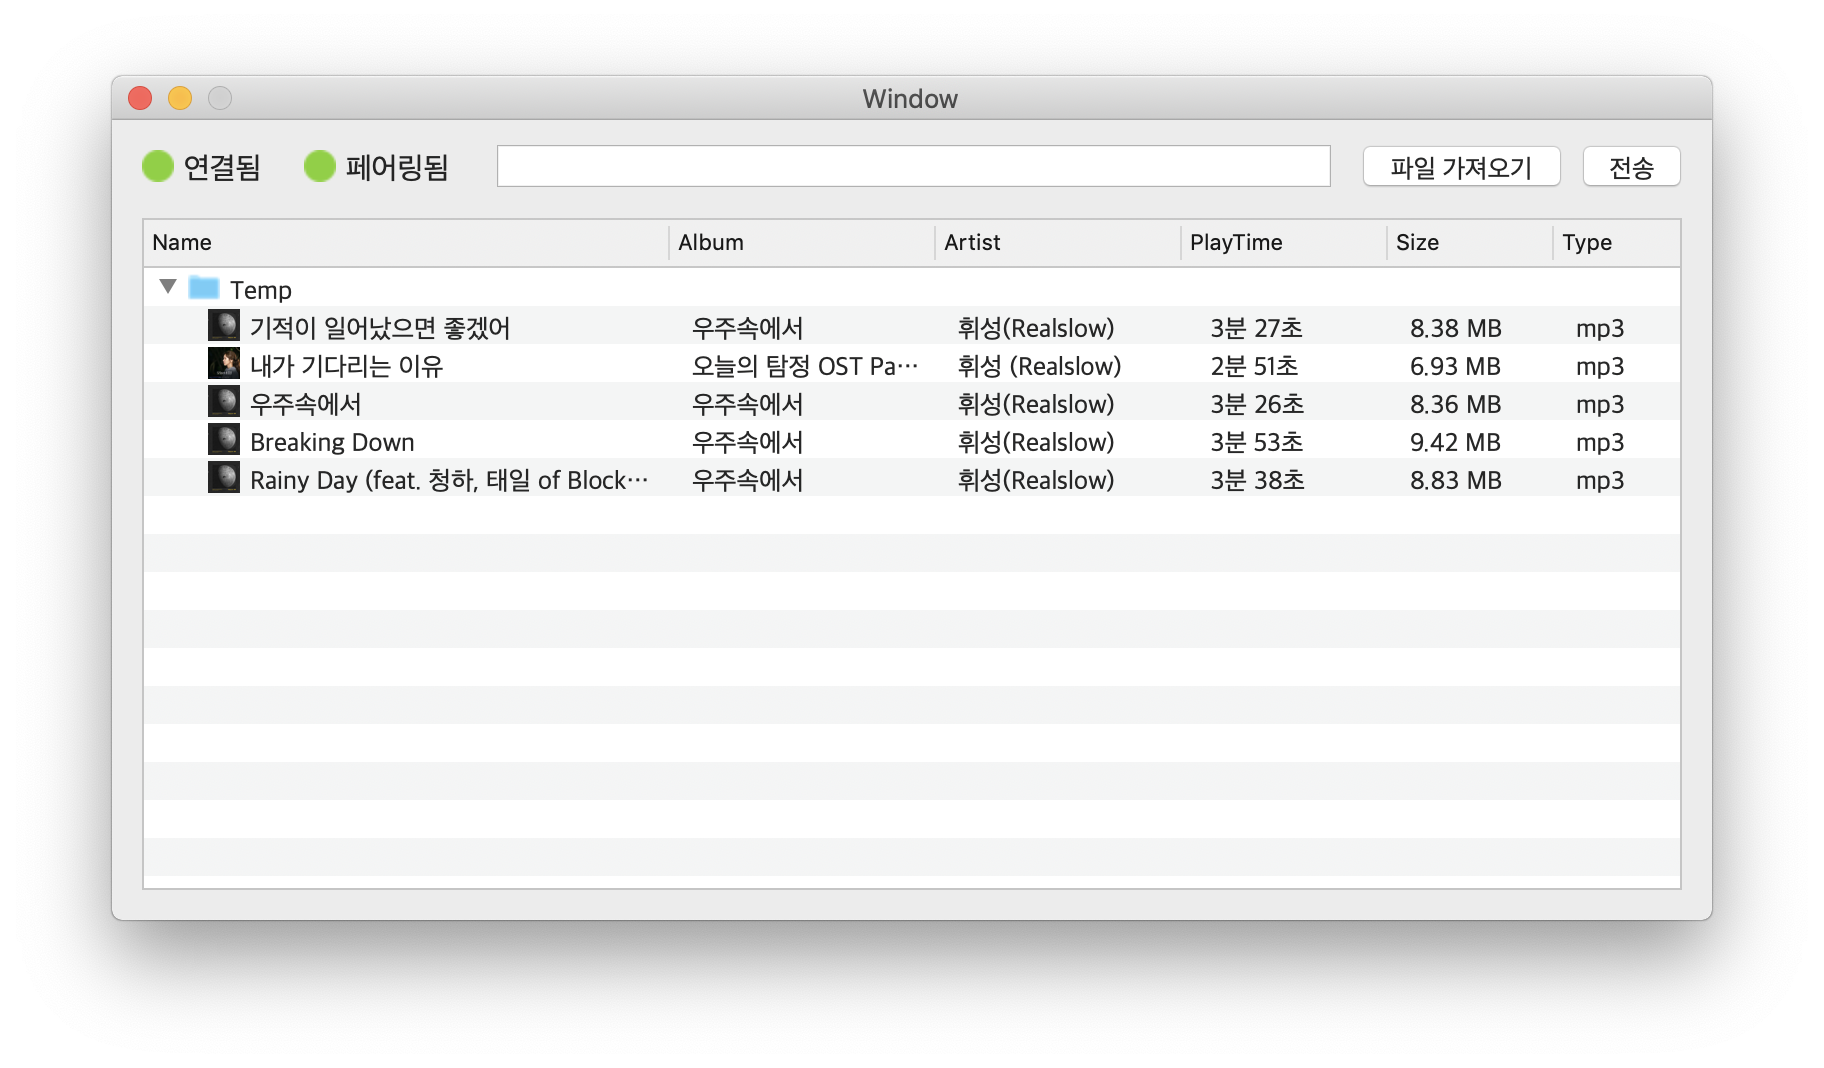 Window
연결됨 페어링됨 파일 가져오기 전송
Name Album Artist PlayTime Size Type
Temp
기적이 일어났으면 좋겠어 우주속에서 휘성(Realslow) 3분 27초 8.38 MB mp3
내가 기다리는 이유 오늘의 탐정 OST Pa… 휘성 (Realslow) 2분 51초 6.93 MB mp3
우주속에서 우주속에서 휘성(Realslow) 3분 26초 8.36 MB mp3
Breaking Down 우주속에서 휘성(Realslow) 3분 53초 9.42 MB mp3
Rainy Day (feat. 청하, 태일 of Block… 우주속에서 휘성(Realslow) 3분 38초 8.83 MB mp3